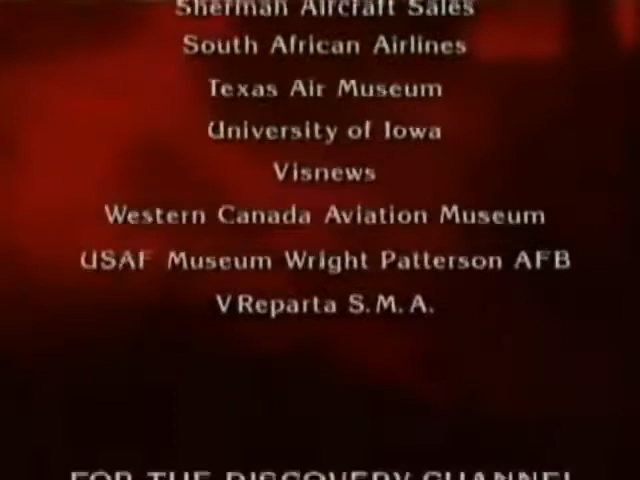 Sherman Aircraft Sales
South African Airlines
Texas Air Museum
University of Iowa
Visnews
Western Canada Aviation Museum
USAF Museum Wright Patterson AFB
V Reparta S.M.A.
FOR THE DISCOVERY CHANNEL